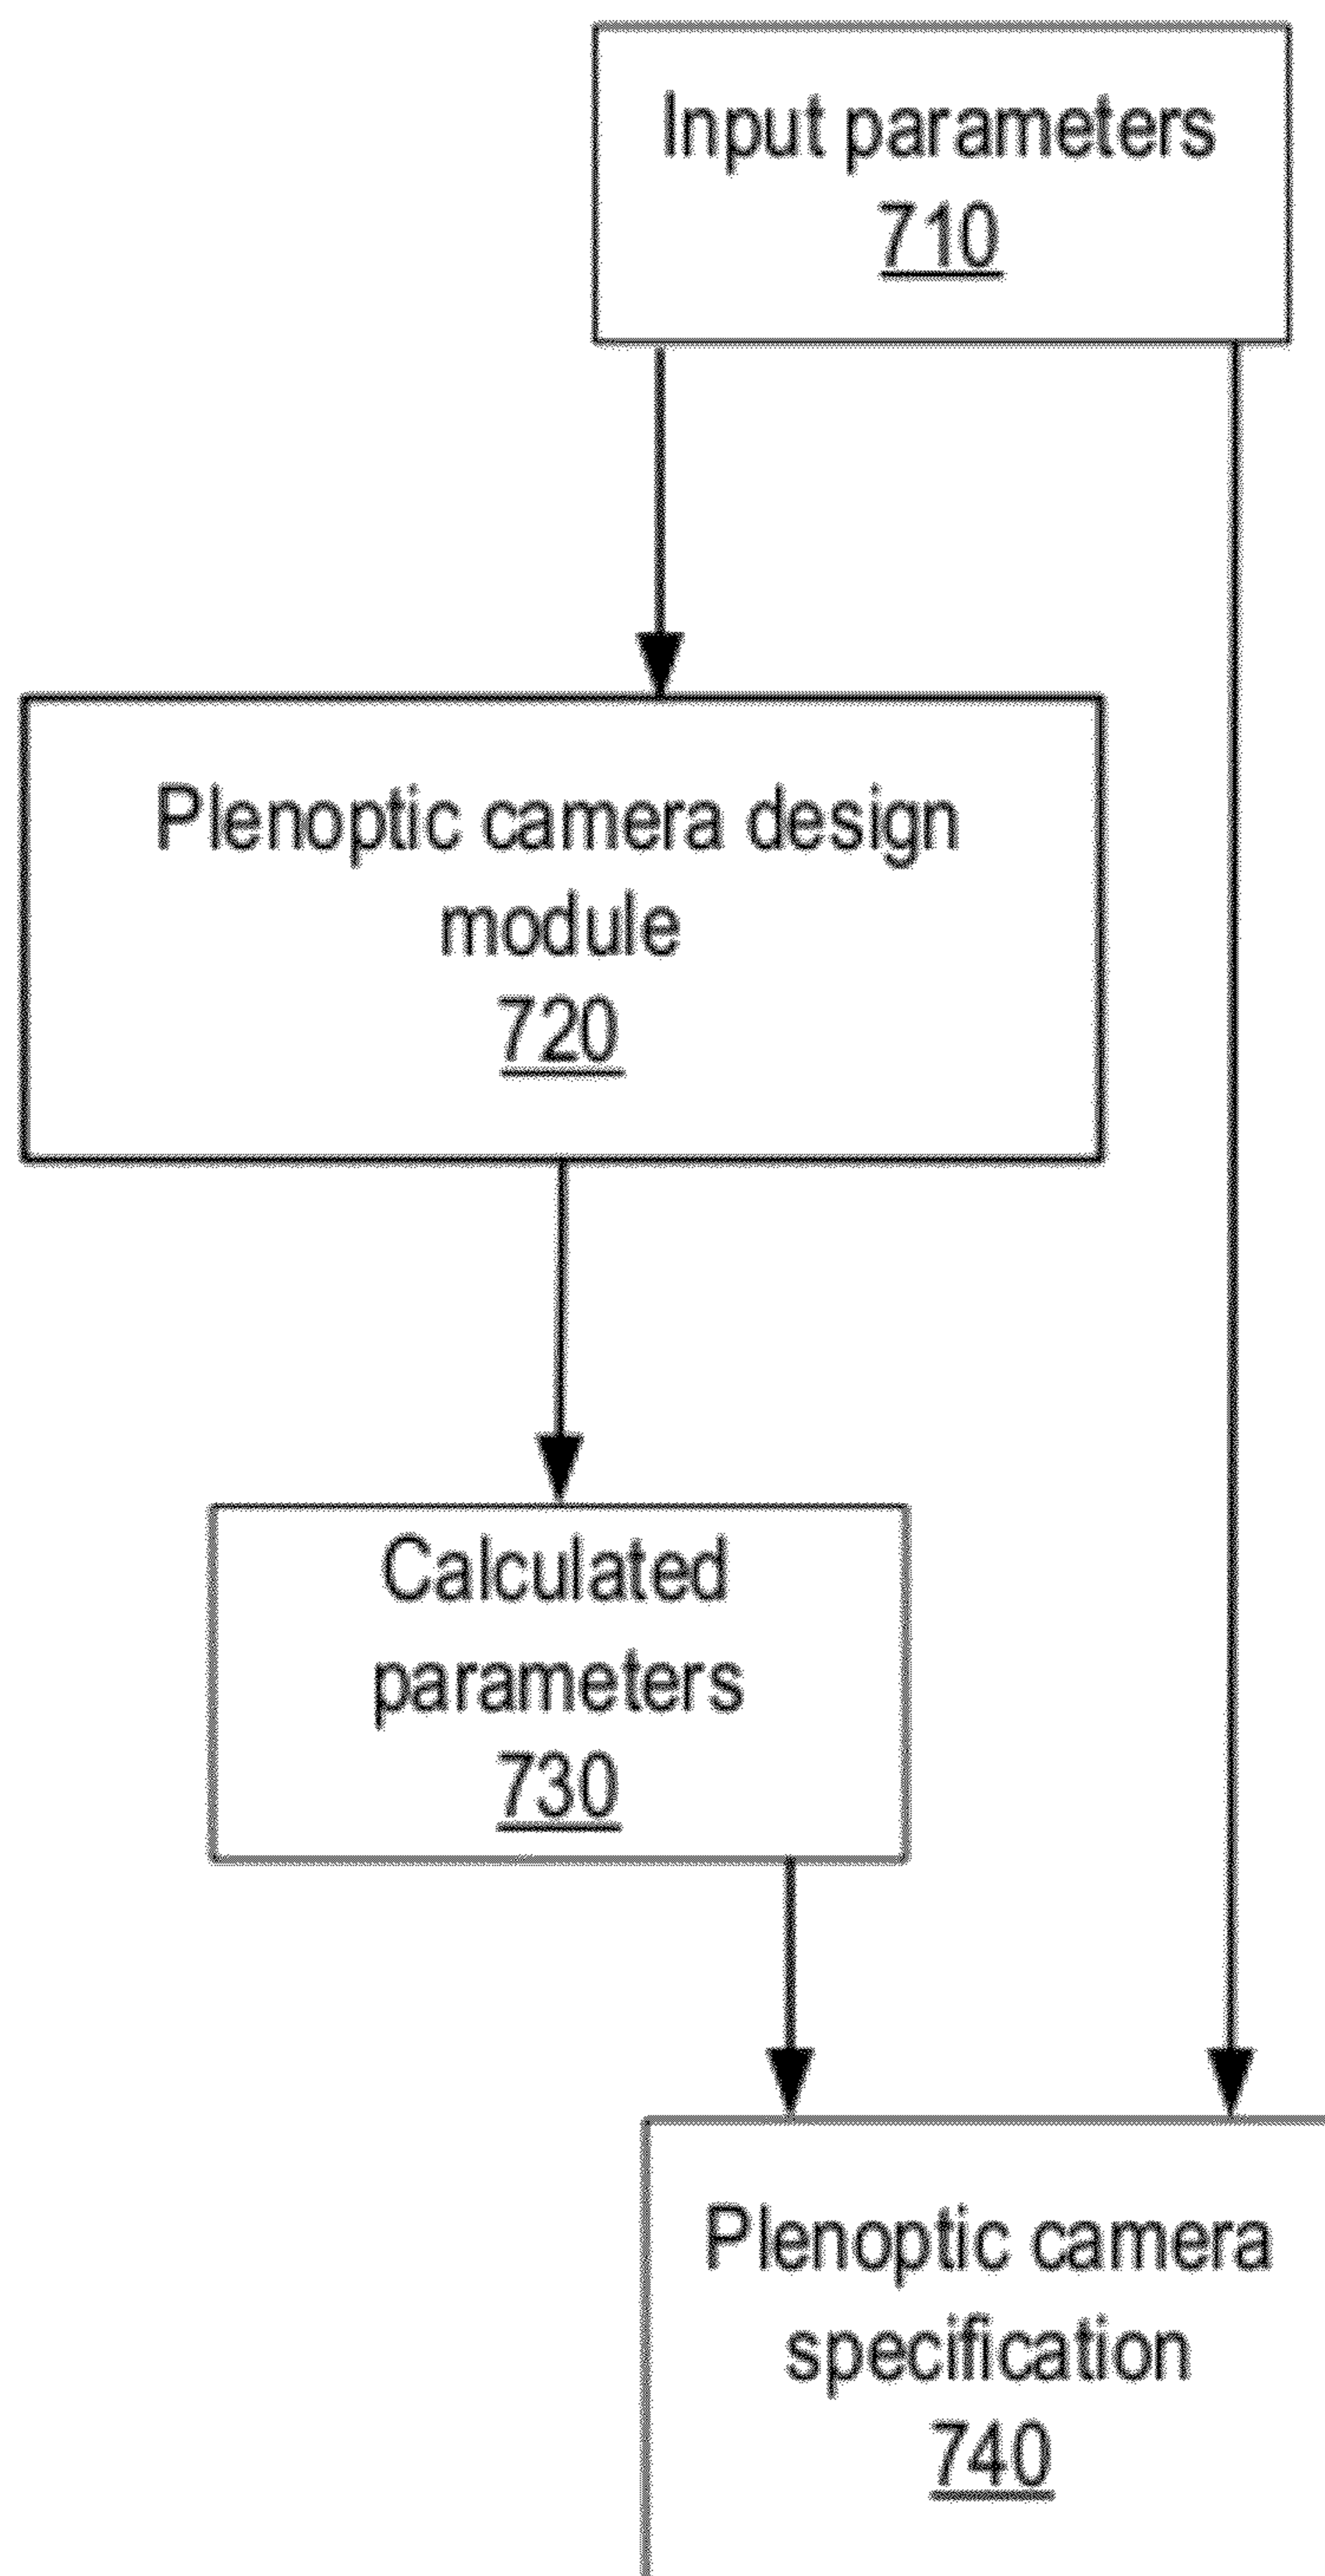 Input parameters
710
Plenoptic camera design
module
720
Calculated
parameters
730
Plenoptic camera
specification
740